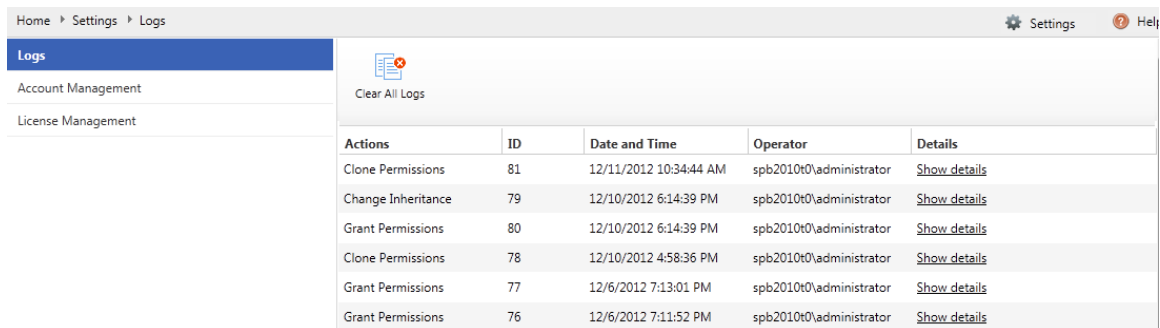 Home Settings Logs Settings Hel
Logs
Account Management
License Management
Clear All Logs
Actions ID Date and Time Operator Details
Clone Permissions 81 12/11/2012 10:34:44 AM spb2010t0\administrator Show details
Change Inheritance 79 12/10/2012 6:14:39 PM spb2010t0\administrator Show details
Grant Permissions 80 12/10/2012 6:14:39 PM spb2010t0\administrator Show details
Clone Permissions 78 12/10/2012 4:58:36 PM spb2010t0\administrator Show details
Grant Permissions 77 12/6/2012 7:13:01 PM spb2010t0\administrator Show details
Grant Permissions 76 12/6/2012 7:11:52 PM spb2010t0\administrator Show details